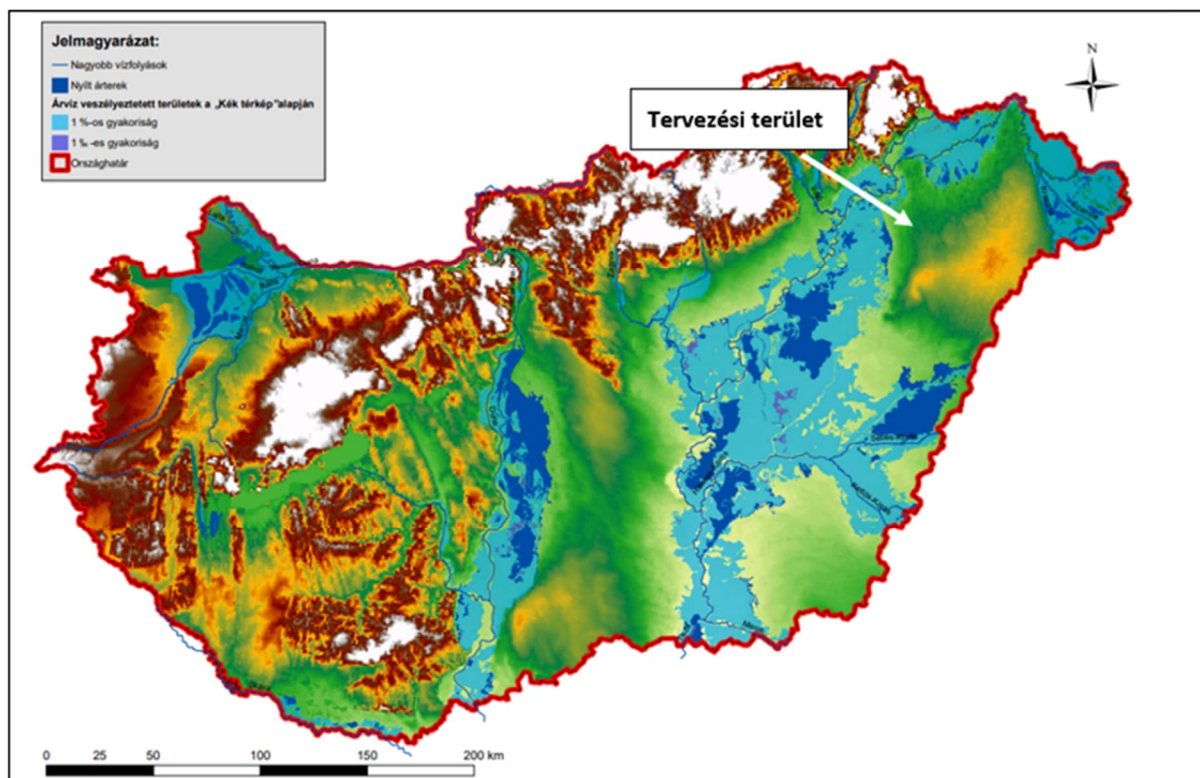 Jelmagyarázat:
Nagyobb vízfolyások
Nyílt árterek
Árvíz veszélyeztetett területek a „Kék térkép"alapján
1 %-os gyakoriság
1 ‰ -es gyakoriság
Országhatár
N
Tervezési terület
0 25 50 100 150 200 km